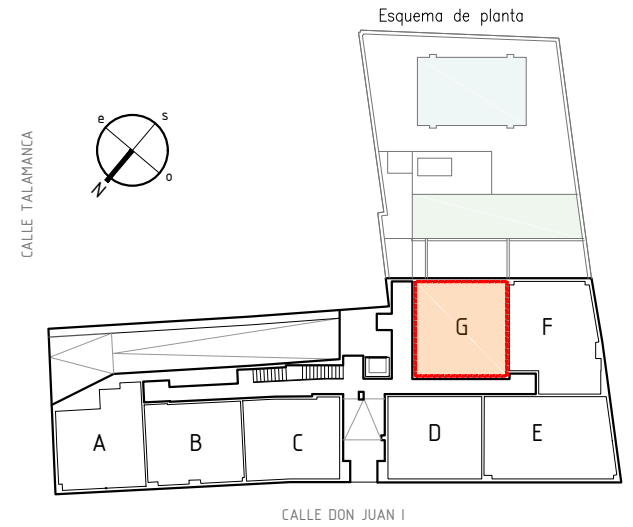 Esquema de planta
e
s
o
N
CALLE TALAMANCA
G
F
A
B
C
D
E
CALLE DON JUAN I